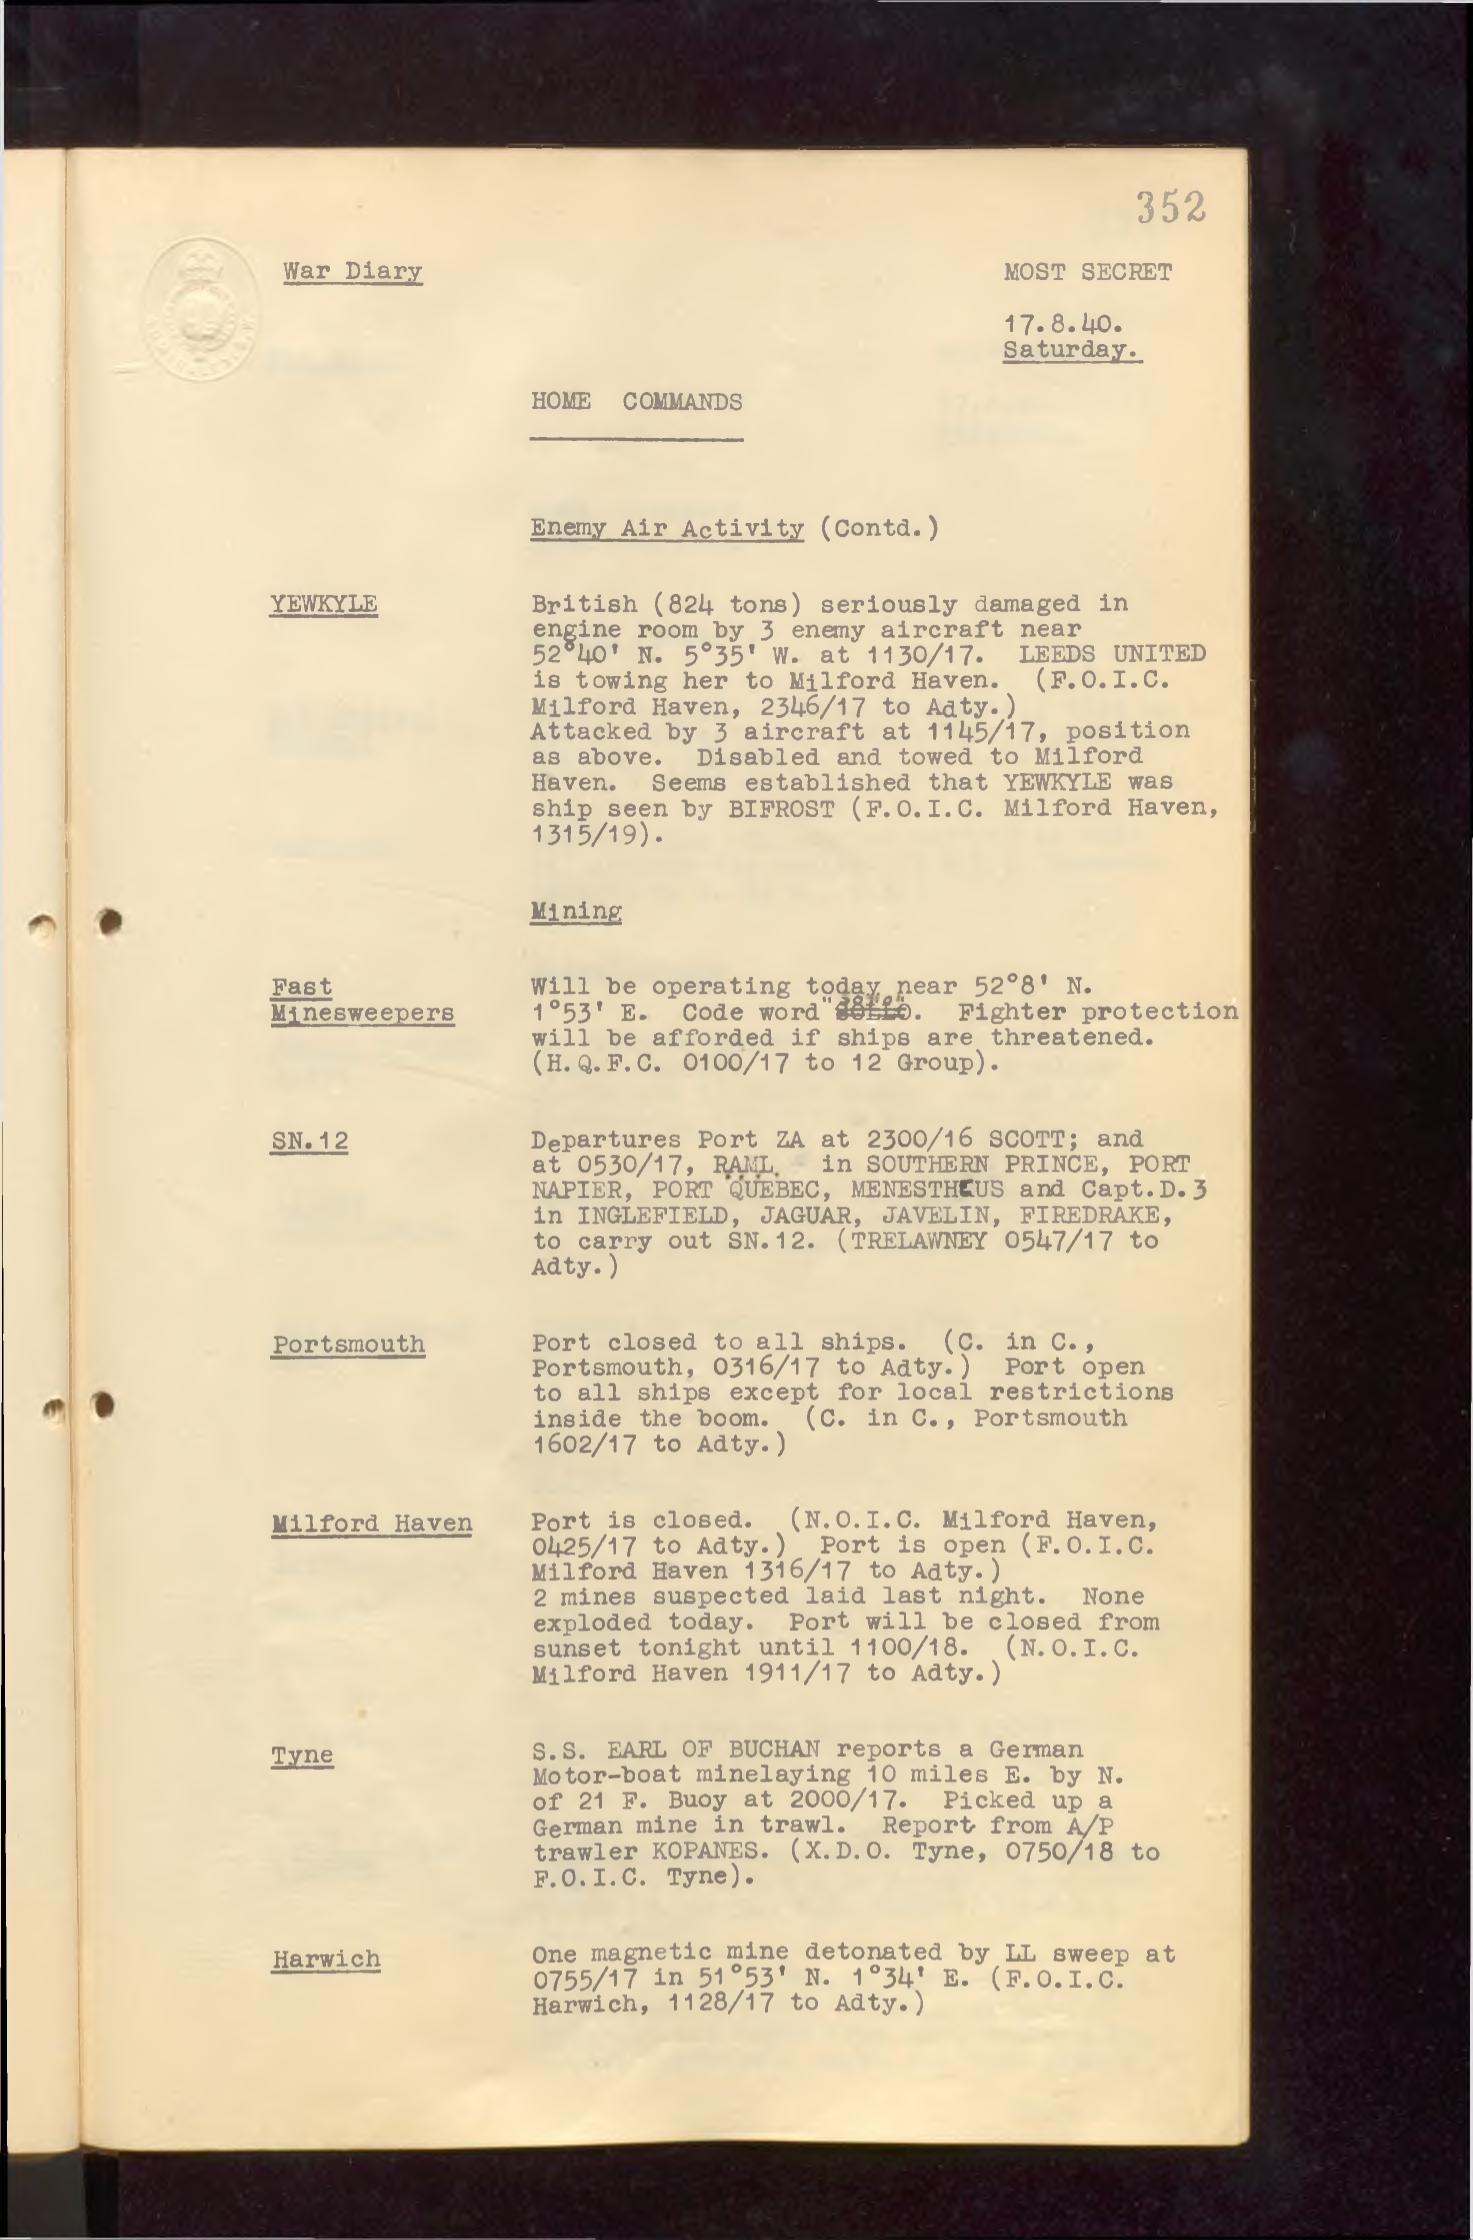 352
War Diary
MOST SECRET
17.8.40.
Saturday.
HOME COMMANDS
Enemy Air Activity (Contd.)
YEWKYLE
British (824 tons) seriously damaged in
engine room by 3 enemy aircraft near
52°40' N. 5°35' W. at 1130/17. LEEDS UNITED
is towing her to Milford Haven. (F.O.I.C.
Milford Haven, 2346/17 to Adty.)
Attacked by 3 aircraft at 1145/17, position
as above. Disabled and towed to Milford
Haven. Seems established that YEWKYLE was
ship seen by BIFROST (F.O.I.C. Milford Haven,
1315/19).
Mining
Fast
Minesweepers
Will be operating today near 52°8' N.
1°53' E. Code word . Fighter protection
will be afforded if ships are threatened.
(H.Q.F.C. 0100/17 to 12 Group).
SN.12
Departures Port ZA at 2300/16 SCOTT; and
at 0530/17, RAML. in SOUTHERN PRINCE, PORT
NAPIER, PORT QUEBEC, MENESTHEUS and Capt.D.3
in INGLEFIELD, JAGUAR, JAVELIN, FIREDRAKE,
to carry out SN.12. (TRELAWNEY 0547/17 to
Adty.)
Portsmouth
Port closed to all ships. (C. in C.,
Portsmouth, 0316/17 to Adty.) Port open
to all ships except for local restrictions
inside the boom. (C. in C., Portsmouth
1602/17 to Adty.)
Milford Haven
Port is closed. (N.O.I.C. Milford Haven,
0425/17 to Adty.) Port is open (F.O.I.C.
Milford Haven 1316/17 to Adty.)
2 mines suspected laid last night. None
exploded today. Port will be closed from
sunset tonight until 1100/18. (N.O.I.C.
Milford Haven 1911/17 to Adty.)
Tyne
S.S. EARL OF BUCHAN reports a German
Motor-boat minelaying 10 miles E. by N.
of 21 F. Buoy at 2000/17. Picked up a
German mine in trawl. Report from A/P
trawler KOPANES. (X.D.O. Tyne, 0750/18 to
F.O.I.C. Tyne).
Harwich
One magnetic mine detonated by LL sweep at
0755/17 in 51°53' N. 1°34' E. (F.O.I.C.
Harwich, 1128/17 to Adty.)